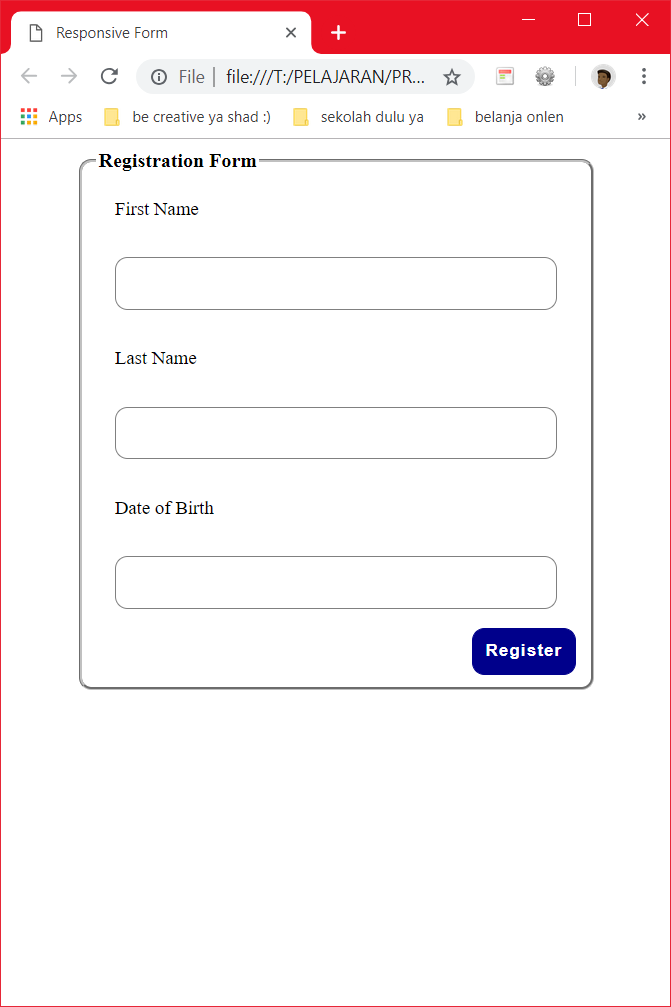 Responsive Form
File | file:///T:/PELAJARAN/PR...
Apps be creative ya shad :) sekolah dulu ya belanja onlen »
Registration Form
First Name
Last Name
Date of Birth
Register